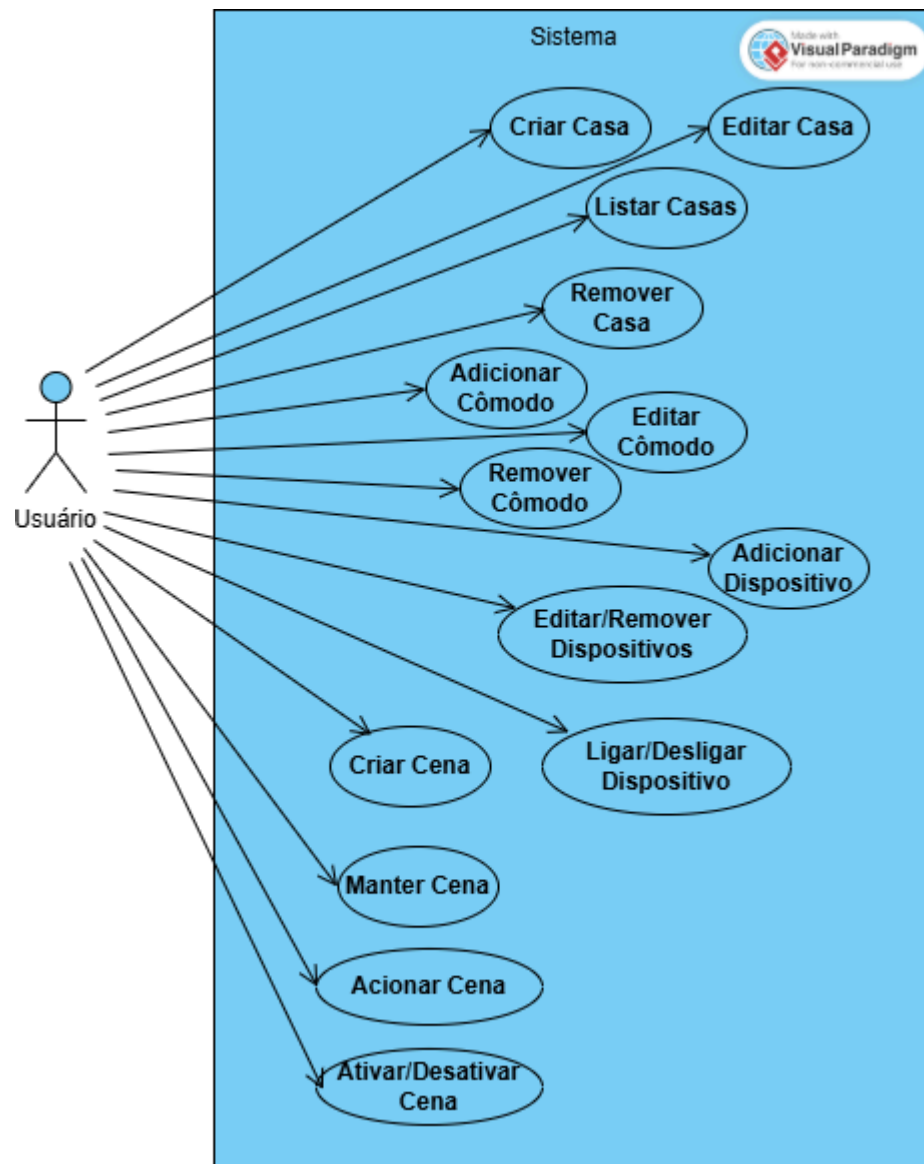 Sistema
Made with
Visual Paradigm
For non-commercial use
Criar Casa
Editar Casa
Listar Casas
Remover
Casa
Adicionar
Cômodo
Editar
Cômodo
Remover
Cômodo
Usuário
Adicionar
Dispositivo
Editar/Remover
Dispositivos
Criar Cena
Ligar/Desligar
Dispositivo
Manter Cena
Acionar Cena
Ativar/Desativar
Cena